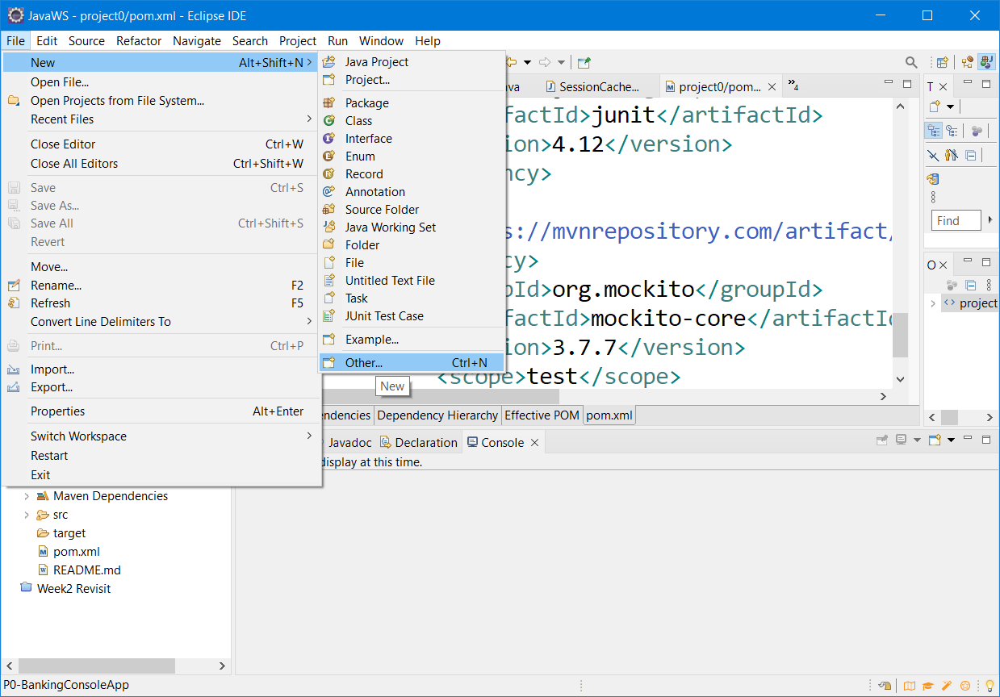 JavaWS - project0/pom.xml - Eclipse IDE
File Edit Source Refactor Navigate Search Project Run Window Help
New Alt+Shift+N
Open File...
Open Projects from File System...
Recent Files
Close Editor Ctrl+W
Close All Editors Ctrl+Shift+W
Save Ctrl+S
Save As...
Save All Ctrl+Shift+S
Revert
Move...
Rename... F2
Refresh F5
Convert Line Delimiters To
Print... Ctrl+P
Import...
Export...
Properties Alt+Enter
Switch Workspace
Restart
Exit
Java Project
Project...
Package
Class
Interface
Enum
Record
Annotation
Source Folder
Java Working Set
Folder
File
Untitled Text File
Task
JUnit Test Case
Example...
Other... Ctrl+N
New
ava SessionCache... project0/pom... 4
factId>junit</artifactId>
ion>4.12</version>
ncy>
s://mvnrepository.com/artifact/
cy>
pId>org.mockito</groupId>
factId>mockito-core</artifactId
ion>3.7.7</version>
<scope>test</scope>
endencies Dependency Hierarchy Effective POM pom.xml
Javadoc Declaration Console
display at this time.
T
Find
O
<> project
Maven Dependencies
src
target
pom.xml
README.md
Week2 Revisit
P0-BankingConsoleApp